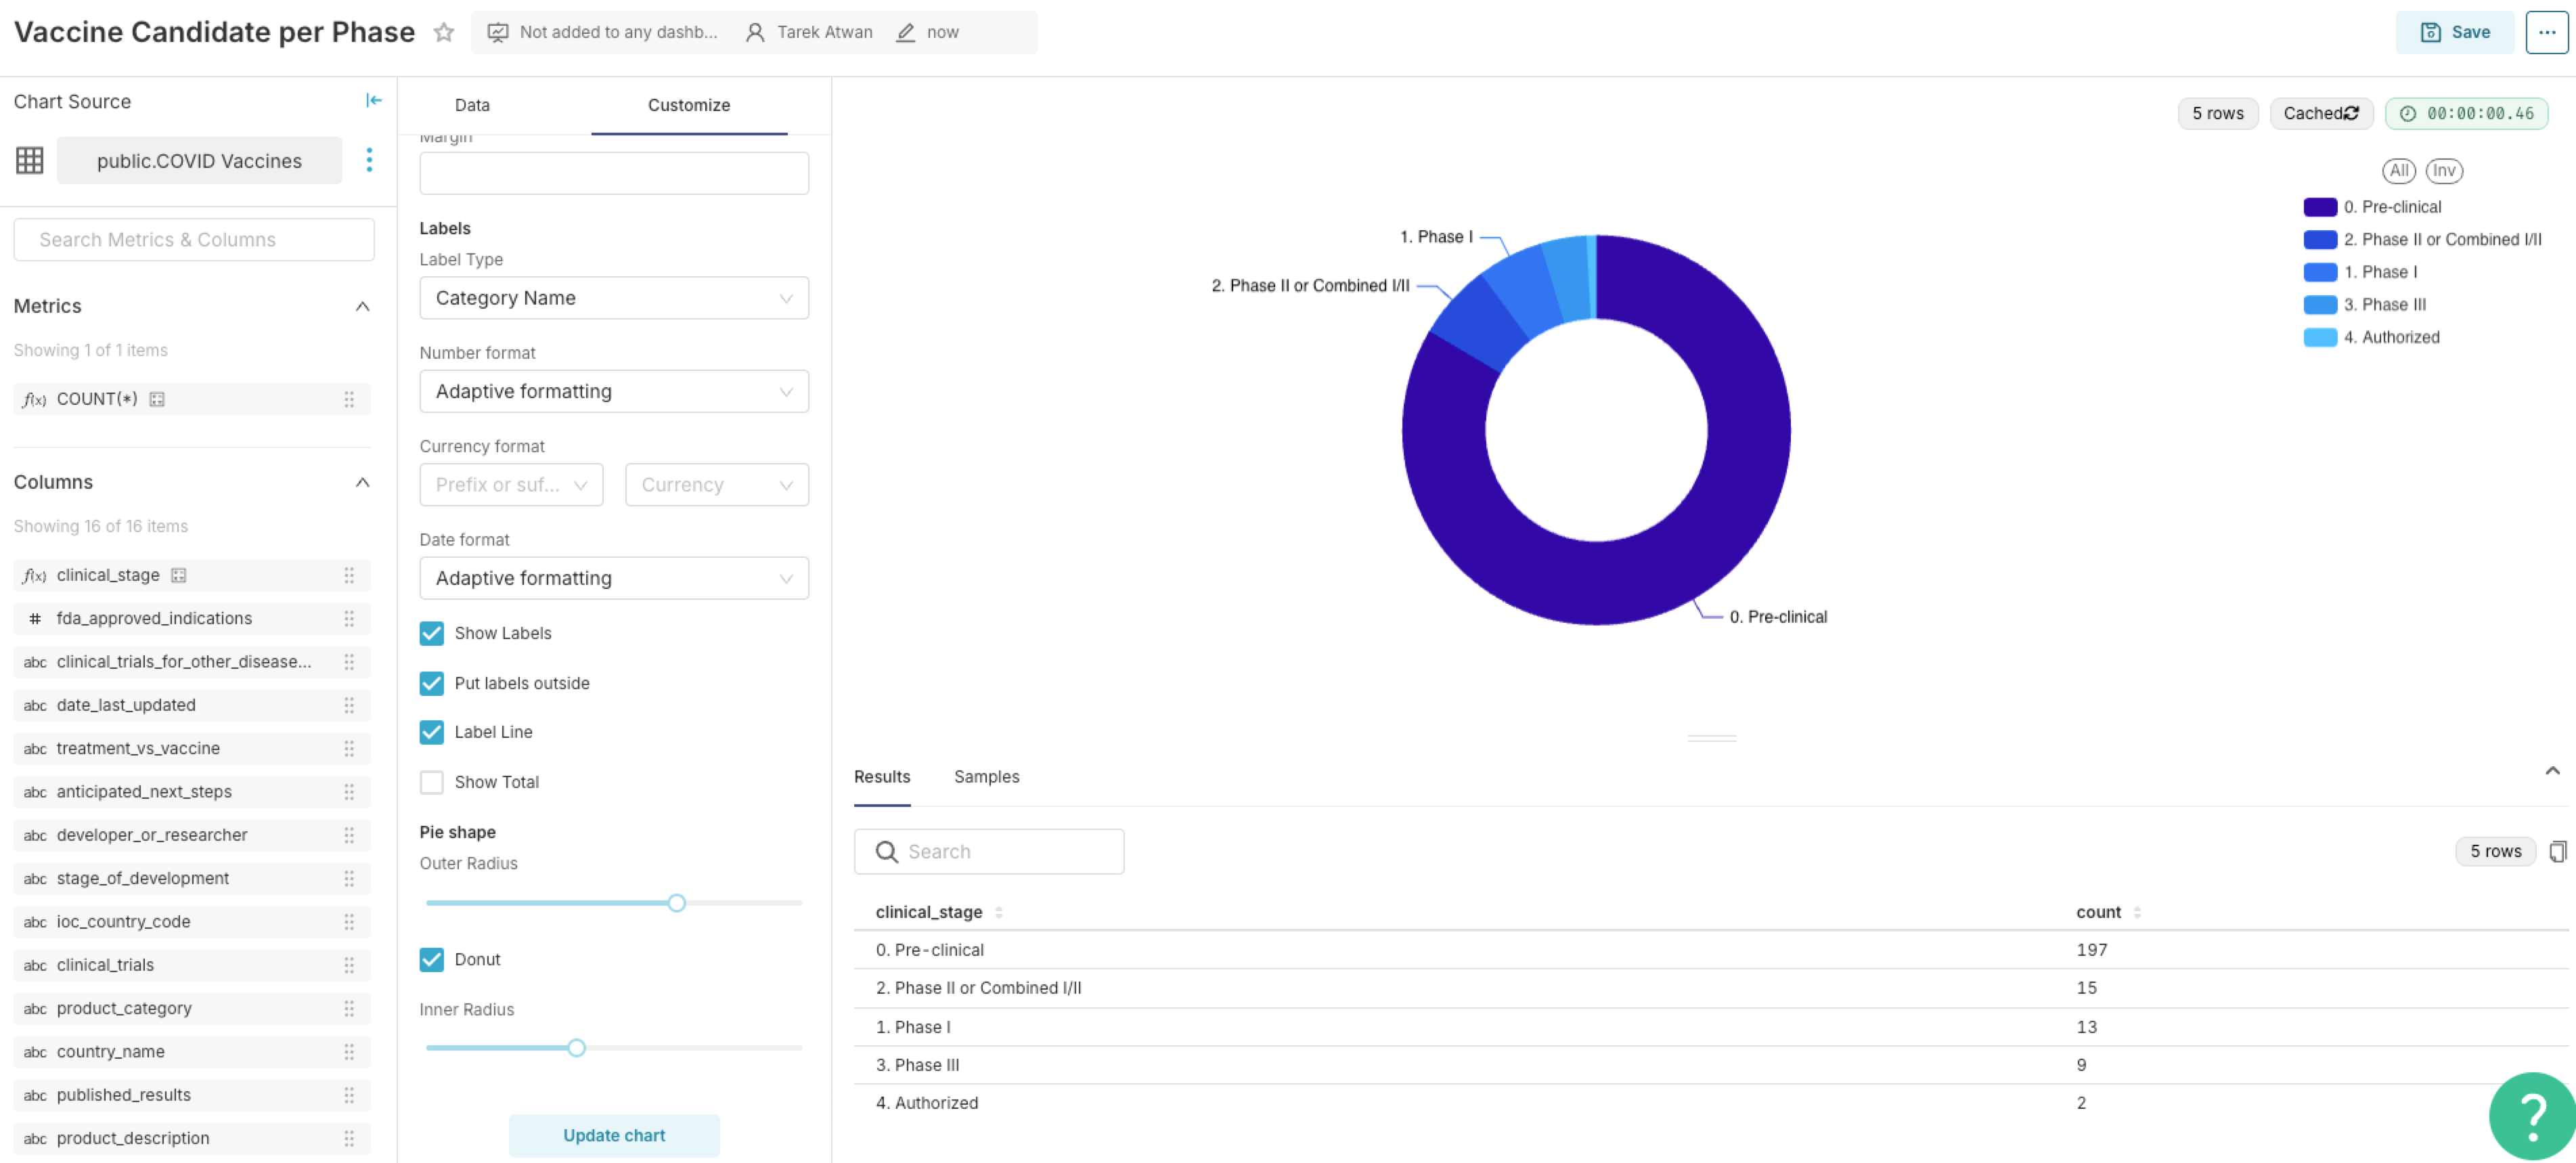 Vaccine Candidate per Phase
Not added to any dashb...
Tarek Atwan
now
Save
Chart Source
public.COVID Vaccines
Search Metrics & Columns
Metrics
Showing 1 of 1 items
f(x) COUNT(*)
Columns
Showing 16 of 16 items
f(x) clinical_stage
# fda_approved_indications
abc clinical_trials_for_other_disease...
abc date_last_updated
abc treatment_vs_vaccine
abc anticipated_next_steps
abc developer_or_researcher
abc stage_of_development
abc ioc_country_code
abc clinical_trials
abc product_category
abc country_name
abc published_results
abc product_description
Data
Customize
Margin
Labels
Label Type
Category Name
Number format
Adaptive formatting
Currency format
Prefix or suf...
Currency
Date format
Adaptive formatting
Show Labels
Put labels outside
Label Line
Show Total
Pie shape
Outer Radius
Donut
Inner Radius
Update chart
5 rows
Cached
00:00:00.46
All
Inv
0. Pre-clinical
2. Phase II or Combined I/II
1. Phase I
3. Phase III
4. Authorized
1. Phase I
2. Phase II or Combined I/II
0. Pre-clinical
Results
Samples
Search
5 rows
clinical_stage count
0. Pre-clinical 197
2. Phase II or Combined I/II 15
1. Phase I 13
3. Phase III 9
4. Authorized 2
?